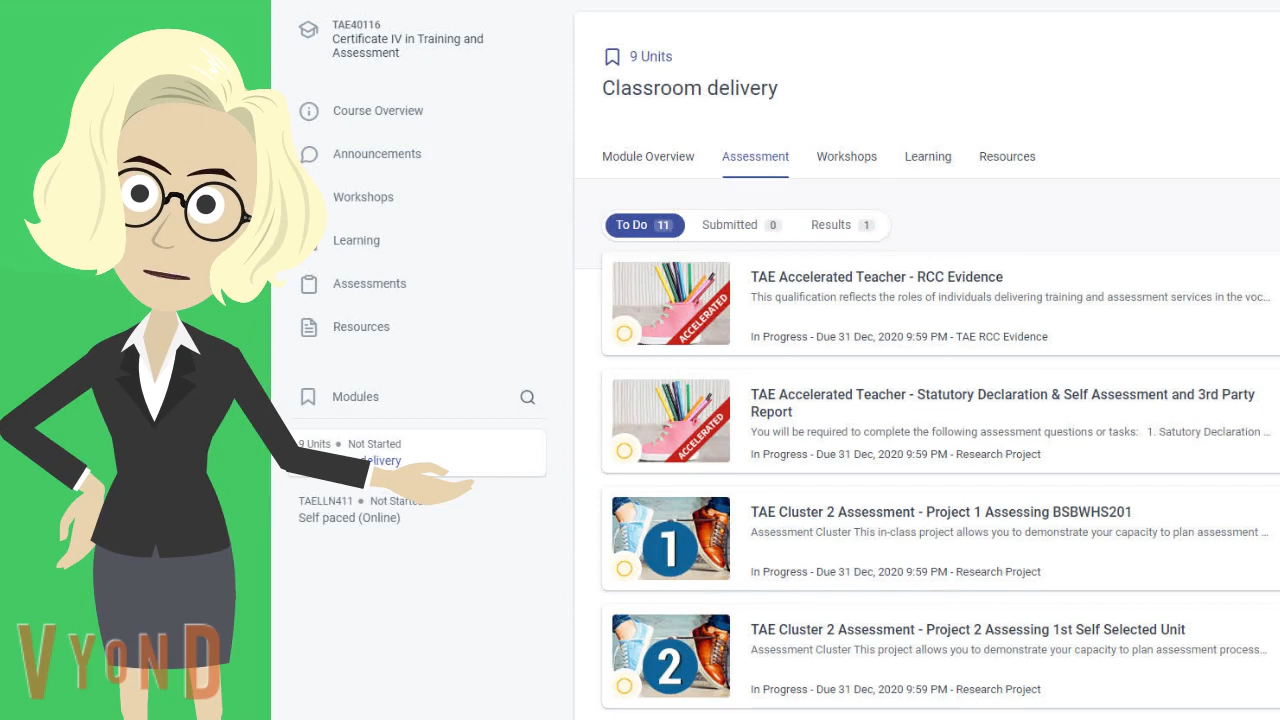 TAE40116
Certificate IV in Training and
Assessment
Course Overview
Announcements
Workshops
Learning
Assessments
Resources
Modules
9 Units ● Not Started
delivery
TAELLN411 ● Not Started
Self paced (Online)
VYOND
9 Units
Classroom delivery
Module Overview Assessment Workshops Learning Resources
To Do 11 Submitted 0 Results 1
ACCELERATED
TAE Accelerated Teacher - RCC Evidence
This qualification reflects the roles of individuals delivering training and assessment services in the voc...
In Progress - Due 31 Dec, 2020 9:59 PM - TAE RCC Evidence
ACCELERATED
TAE Accelerated Teacher - Statutory Declaration & Self Assessment and 3rd Party
Report
You will be required to complete the following assessment questions or tasks: 1. Satutory Declaration ...
In Progress - Due 31 Dec, 2020 9:59 PM - Research Project
1
TAE Cluster 2 Assessment - Project 1 Assessing BSBWHS201
Assessment Cluster This in-class project allows you to demonstrate your capacity to plan assessment ...
In Progress - Due 31 Dec, 2020 9:59 PM - Research Project
2
TAE Cluster 2 Assessment - Project 2 Assessing 1st Self Selected Unit
Assessment Cluster This project allows you to demonstrate your capacity to plan assessment process...
In Progress - Due 31 Dec, 2020 9:59 PM - Research Project